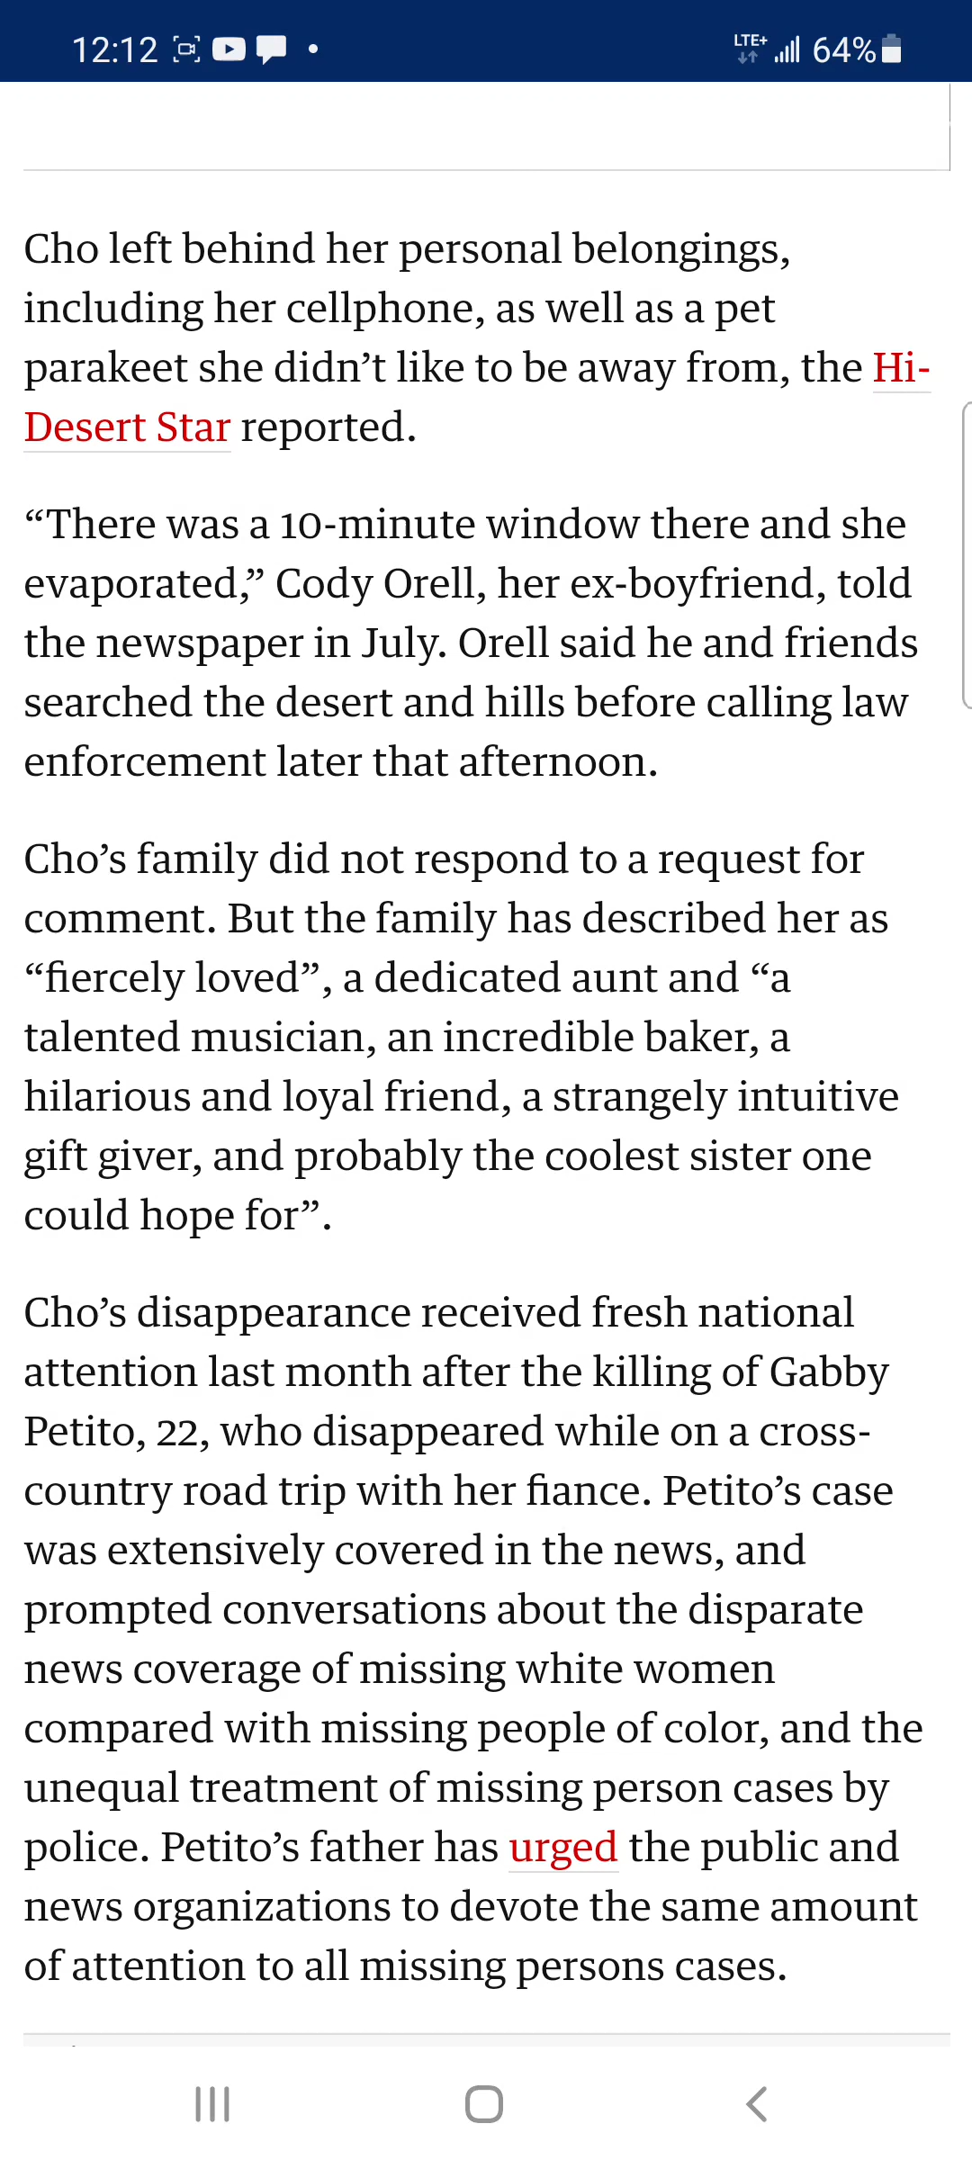 12:12
LTE+ 64%
Cho left behind her personal belongings,
including her cellphone, as well as a pet
parakeet she didn’t like to be away from, the Hi-
Desert Star reported.
“There was a 10-minute window there and she
evaporated,” Cody Orell, her ex-boyfriend, told
the newspaper in July. Orell said he and friends
searched the desert and hills before calling law
enforcement later that afternoon.
Cho’s family did not respond to a request for
comment. But the family has described her as
“fiercely loved”, a dedicated aunt and “a
talented musician, an incredible baker, a
hilarious and loyal friend, a strangely intuitive
gift giver, and probably the coolest sister one
could hope for”.
Cho’s disappearance received fresh national
attention last month after the killing of Gabby
Petito, 22, who disappeared while on a cross-
country road trip with her fiance. Petito’s case
was extensively covered in the news, and
prompted conversations about the disparate
news coverage of missing white women
compared with missing people of color, and the
unequal treatment of missing person cases by
police. Petito’s father has urged the public and
news organizations to devote the same amount
of attention to all missing persons cases.